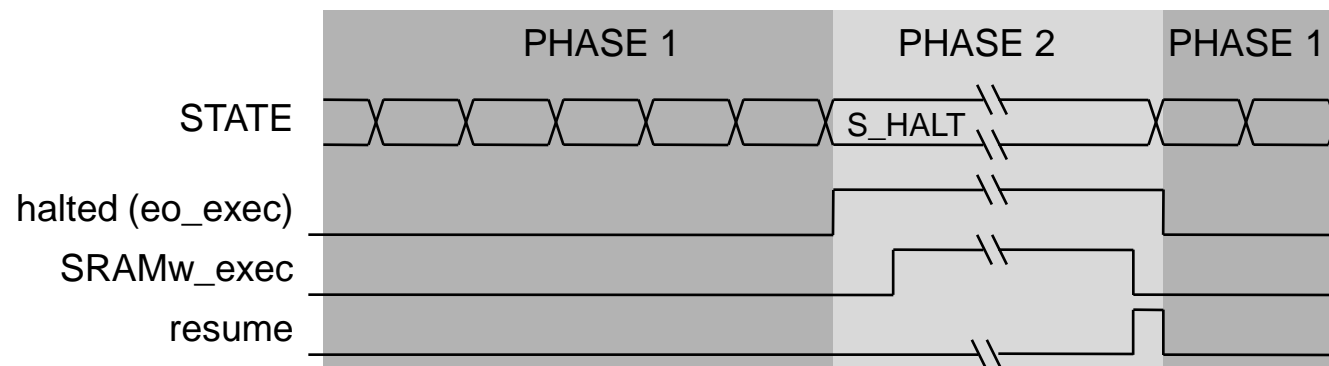 PHASE 1 PHASE 2 PHASE 1
STATE S_HALT
halted (eo_exec)
SRAMw_exec
resume